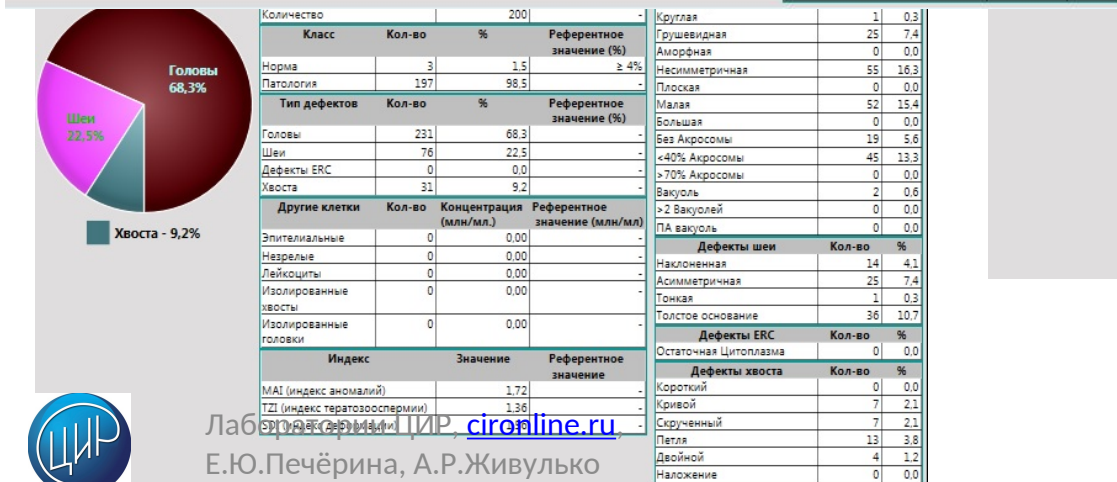 Головы
68,3%
Шеи
22,5%
Хвоста - 9,2%
Количество 200 -
Класс Кол-во % Референтное
значение (%)
Норма 3 1,5 ≥ 4%
Патология 197 98,5 -
Тип дефектов Кол-во % Референтное
значение (%)
Головы 231 68,3 -
Шеи 76 22,5 -
Дефекты ERC 0 0,0 -
Хвоста 31 9,2 -
Другие клетки Кол-во Концентрация Референтное
(млн/мл.) значение (млн/мл)
Эпителиальные 0 0,00 -
Незрелые 0 0,00 -
Лейкоциты 0 0,00 -
Изолированные 0 0,00 -
хвосты
Изолированные 0 0,00 -
головки
Индекс Значение Референтное
значение
MAI (индекс аномалий) 1,72 -
TZI (индекс тератозооспермии) 1,36 -
SDI (индекс деформации) -
Круглая 1 0,3
Грушевидная 25 7,4
Аморфная 0 0,0
Несимметричная 55 16,3
Плоская 0 0,0
Малая 52 15,4
Большая 0 0,0
Без Акросомы 19 5,6
<40% Акросомы 45 13,3
>70% Акросомы 0 0,0
Вакуоль 2 0,6
>2 Вакуолей 0 0,0
ПА вакуоль 0 0,0
Дефекты шеи Кол-во %
Наклоненная 14 4,1
Асимметричная 25 7,4
Тонкая 1 0,3
Толстое основание 36 10,7
Дефекты ERC Кол-во %
Остаточная Цитоплазма 0 0,0
Дефекты хвоста Кол-во %
Короткий 0 0,0
Кривой 7 2,1
Скрученный 7 2,1
Петля 13 3,8
Двойной 4 1,2
Наложение 0 0,0
ЦИР
Лаборатории ЦИР, cironline.ru,
Е.Ю.Печёрина, А.Р.Живулько